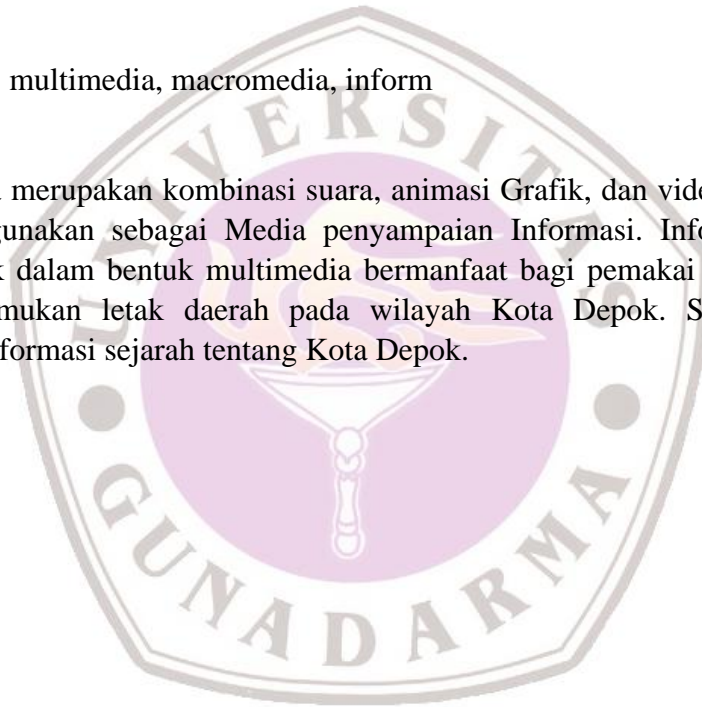 multimedia, macromedia, inform
merupakan kombinasi suara, animasi Grafik, dan vide
gunakan sebagai Media penyampaian Informasi. Info
k dalam bentuk multimedia bermanfaat bagi pemakai
mukan letak daerah pada wilayah Kota Depok. S
formasi sejarah tentang Kota Depok.
UNIVERSITAS
GUNADARMA